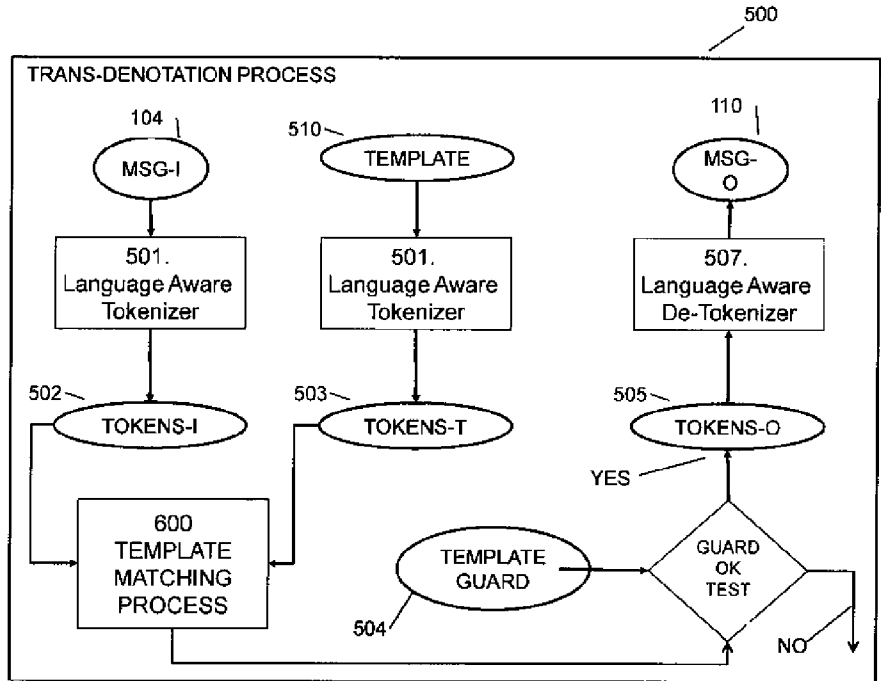 500
TRANS-DENOTATION PROCESS
104
510
110
MSG-I
TEMPLATE
MSG-
O
501.
Language Aware
Tokenizer
501.
Language Aware
Tokenizer
507.
Language Aware
De-Tokenizer
502
503
505
TOKENS-I
TOKENS-T
TOKENS-O
YES
600
TEMPLATE
MATCHING
PROCESS
TEMPLATE
GUARD
GUARD
OK
TEST
504
NO